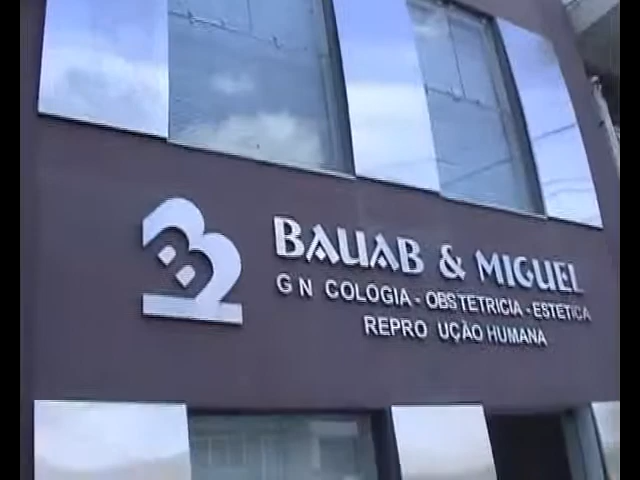 BAUAB & MIGUEL
G N COLOGIA - OBSTETRICIA - ESTETICA
REPRO UÇÃO HUMANA